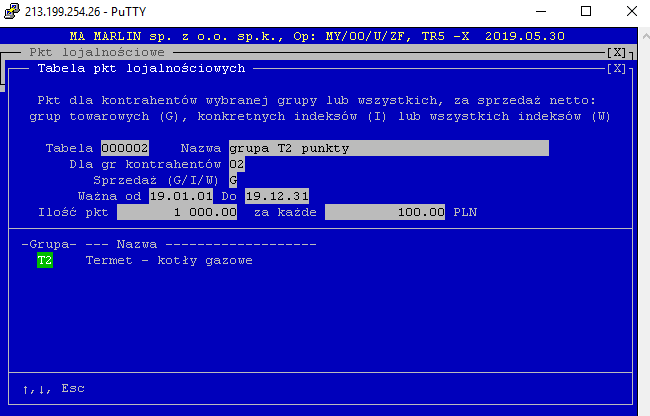 213.199.254.26 - PuTTY
MA MARLIN sp. z o.o. sp.k., Op: MY/00/U/ZF, TR5 -X 2019.05.30
Pkt lojalnościowe [X]
Tabela pkt lojalnościowych [X]
Pkt dla kontrahentów wybranej grupy lub wszystkich, za sprzedaż netto:
grup towarowych (G), konkretnych indeksów (I) lub wszystkich indeksów (W)
Tabela 000002 Nazwa grupa T2 punkty
Dla gr kontrahentów 02
Sprzedaż (G/I/W) G
Ważna od 19.01.01 Do 19.12.31
Ilość pkt 1 000.00 za każde 100.00 PLN
-Grupa- --- Nazwa -------------------
T2 Termet - kotły gazowe
↑,↓, Esc